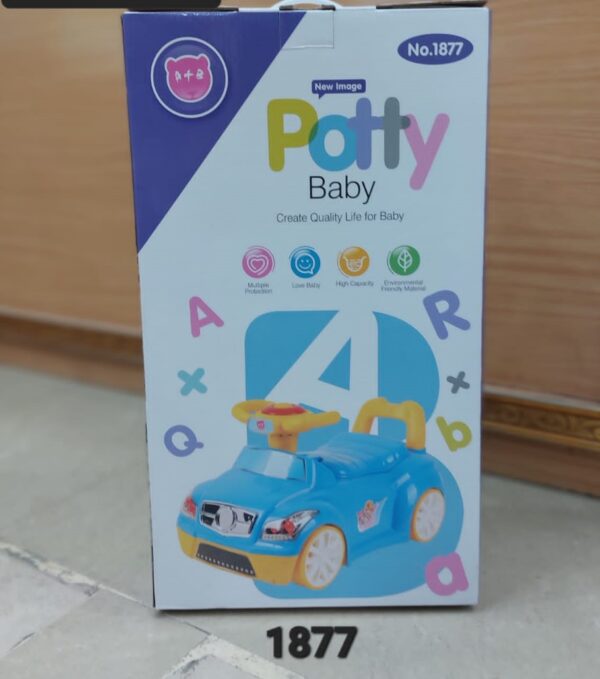 No.1877
New Image
Potty
Baby
Create Quality Life for Baby
Multiple
Protection
Love Baby
High Capacity
Environmental
Friendly Material
A
R
x
x
Q
b
A
B
a
1877